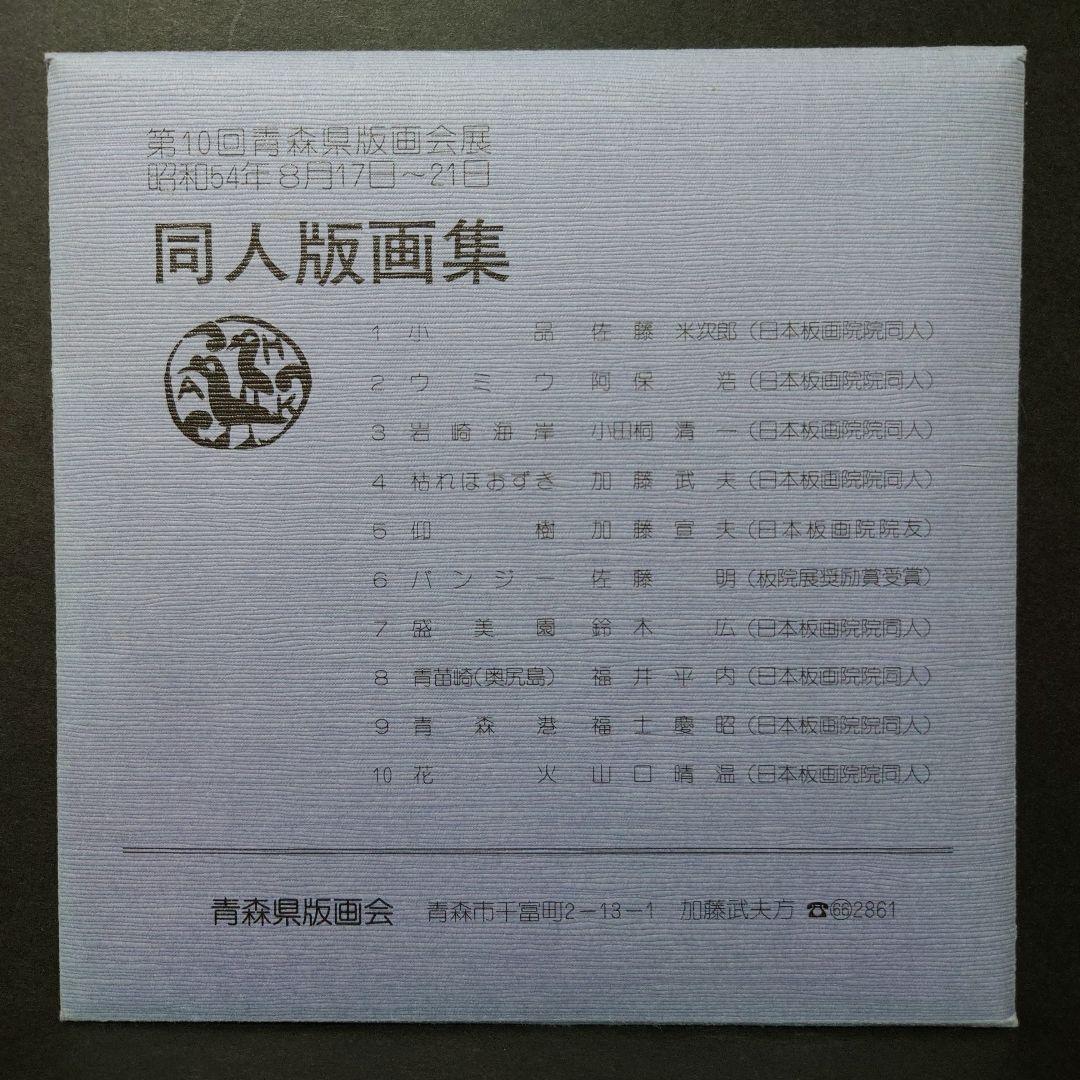 第10回青森県版画会展
昭和54年8月17日～21日
同人版画集
A H K
1 小品 佐藤米次郎（日本板画院院同人）
2 ウミウ 阿保浩（日本板画院院同人）
3 岩崎海岸 小田桐清一（日本板画院院同人）
4 枯れほおずき 加藤武夫（日本板画院院同人）
5 仰樹 加藤宣夫（日本板画院院友）
6 パンジー 佐藤明（板院展奨励賞受賞）
7 盛美園 鈴木広（日本板画院院同人）
8 青苗崎（奥尻島） 福井平内（日本板画院院同人）
9 青森港 福士慶昭（日本板画院院同人）
10 花火 山口晴温（日本板画院院同人）
青森県版画会 青森市千富町2-13-1 加藤武夫方 ☎66 2861